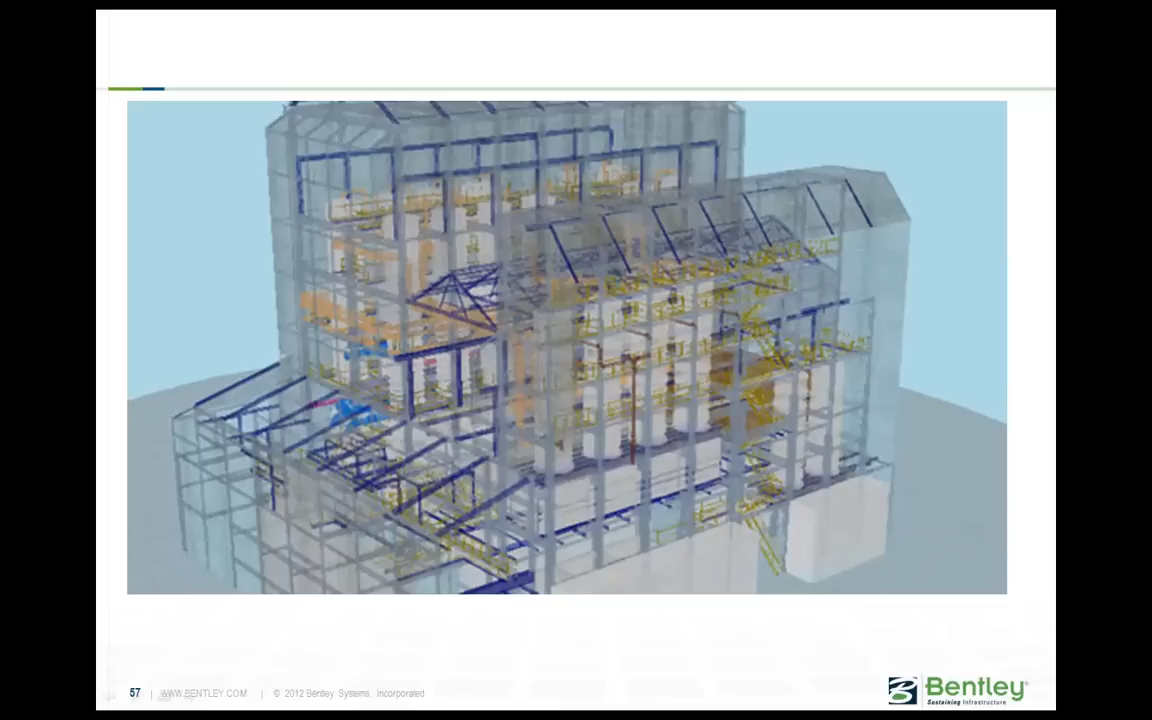 57 | WWW.BENTLEY.COM | © 2012 Bentley Systems, Incorporated
Bentley®
Sustaining Infrastructure